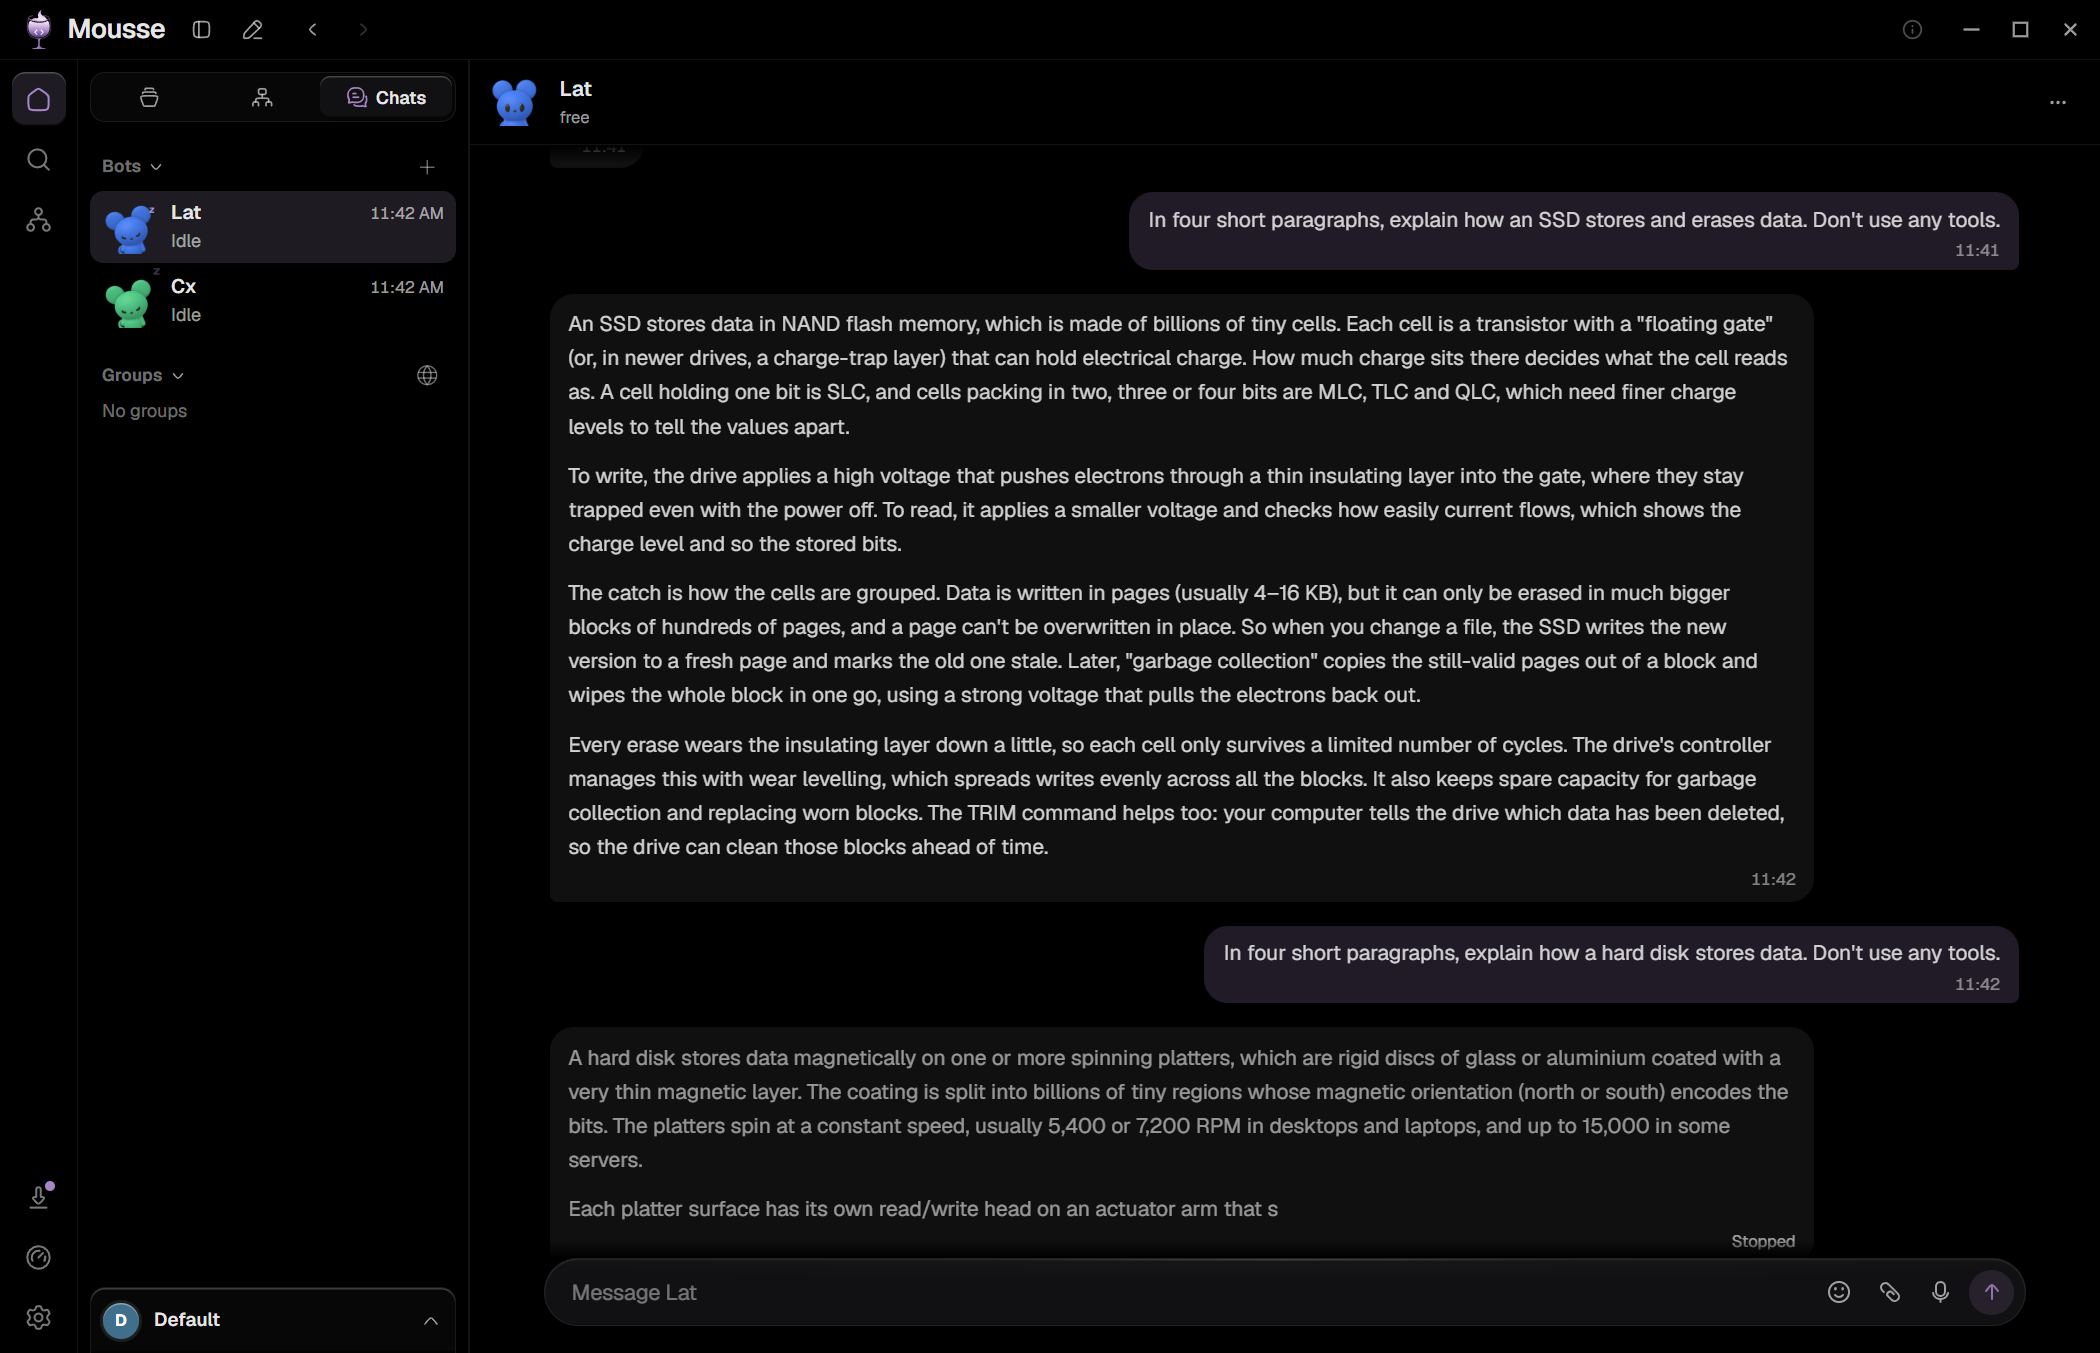 Mousse
Chats
Bots
Lat
11:42 AM
Idle
Cx
11:42 AM
Idle
Groups
No groups
D
Default
Lat
free
11:41
In four short paragraphs, explain how an SSD stores and erases data. Don't use any tools.
11:41
An SSD stores data in NAND flash memory, which is made of billions of tiny cells. Each cell is a transistor with a "floating gate"
(or, in newer drives, a charge-trap layer) that can hold electrical charge. How much charge sits there decides what the cell reads
as. A cell holding one bit is SLC, and cells packing in two, three or four bits are MLC, TLC and QLC, which need finer charge
levels to tell the values apart.
To write, the drive applies a high voltage that pushes electrons through a thin insulating layer into the gate, where they stay
trapped even with the power off. To read, it applies a smaller voltage and checks how easily current flows, which shows the
charge level and so the stored bits.
The catch is how the cells are grouped. Data is written in pages (usually 4–16 KB), but it can only be erased in much bigger
blocks of hundreds of pages, and a page can't be overwritten in place. So when you change a file, the SSD writes the new
version to a fresh page and marks the old one stale. Later, "garbage collection" copies the still-valid pages out of a block and
wipes the whole block in one go, using a strong voltage that pulls the electrons back out.
Every erase wears the insulating layer down a little, so each cell only survives a limited number of cycles. The drive's controller
manages this with wear levelling, which spreads writes evenly across all the blocks. It also keeps spare capacity for garbage
collection and replacing worn blocks. The TRIM command helps too: your computer tells the drive which data has been deleted,
so the drive can clean those blocks ahead of time.
11:42
In four short paragraphs, explain how a hard disk stores data. Don't use any tools.
11:42
A hard disk stores data magnetically on one or more spinning platters, which are rigid discs of glass or aluminium coated with a
very thin magnetic layer. The coating is split into billions of tiny regions whose magnetic orientation (north or south) encodes the
bits. The platters spin at a constant speed, usually 5,400 or 7,200 RPM in desktops and laptops, and up to 15,000 in some
servers.
Each platter surface has its own read/write head on an actuator arm that s
Stopped
Message Lat